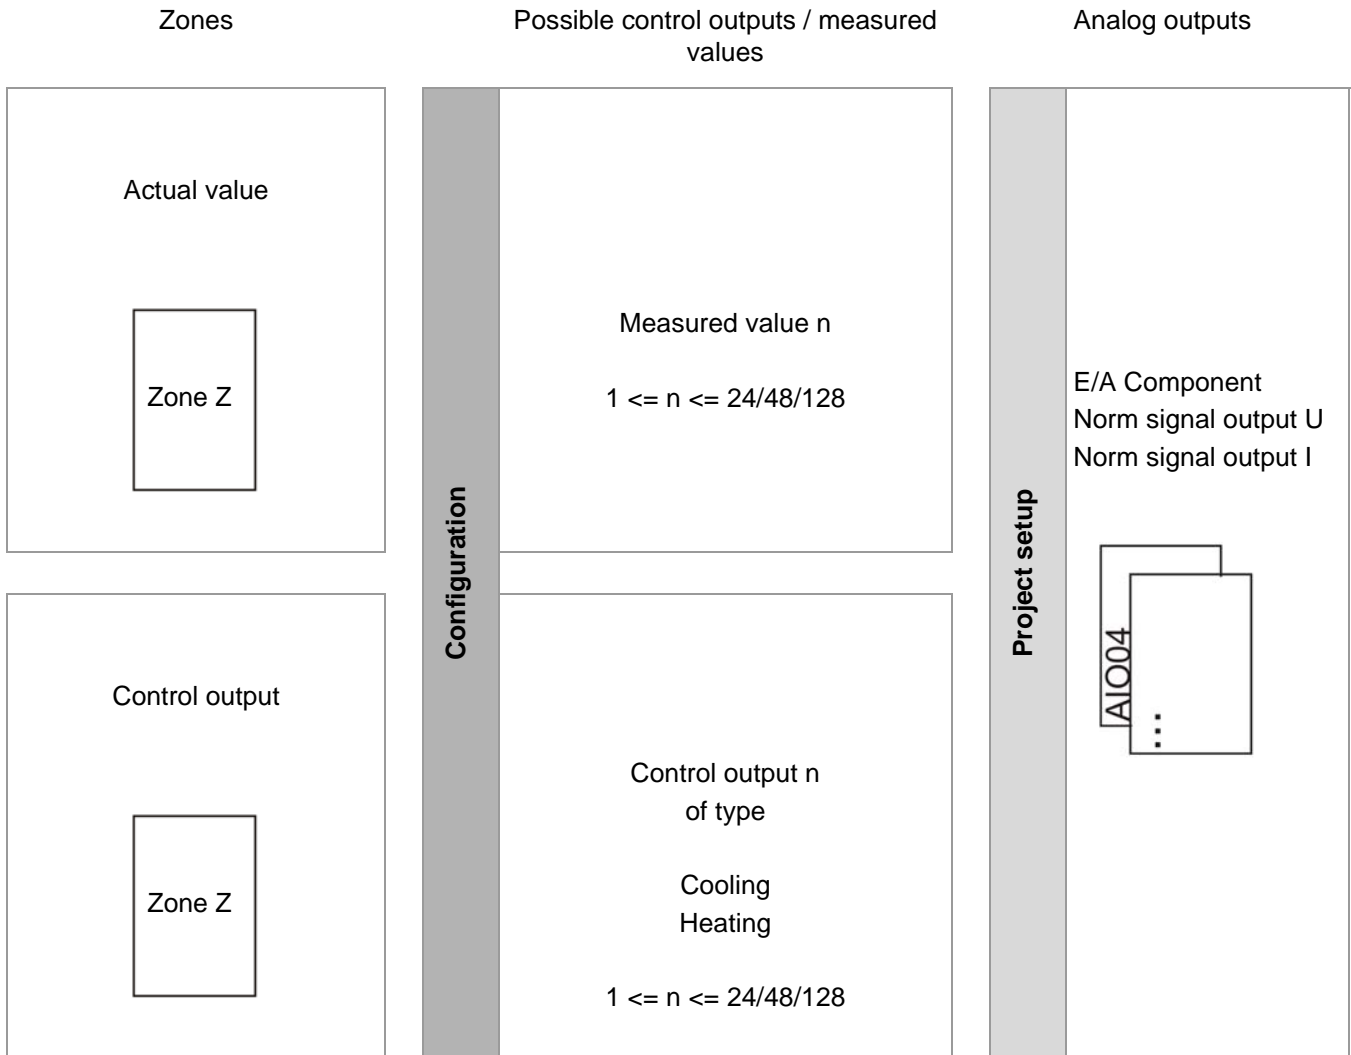 Zones
Possible control outputs / measured
values
Analog outputs
Actual value
Zone Z
Configuration
Measured value n
1 <= n <= 24/48/128
Project setup
E/A Component
Norm signal output U
Norm signal output I
AIO04
...
Control output
Zone Z
Control output n
of type
Cooling
Heating
1 <= n <= 24/48/128